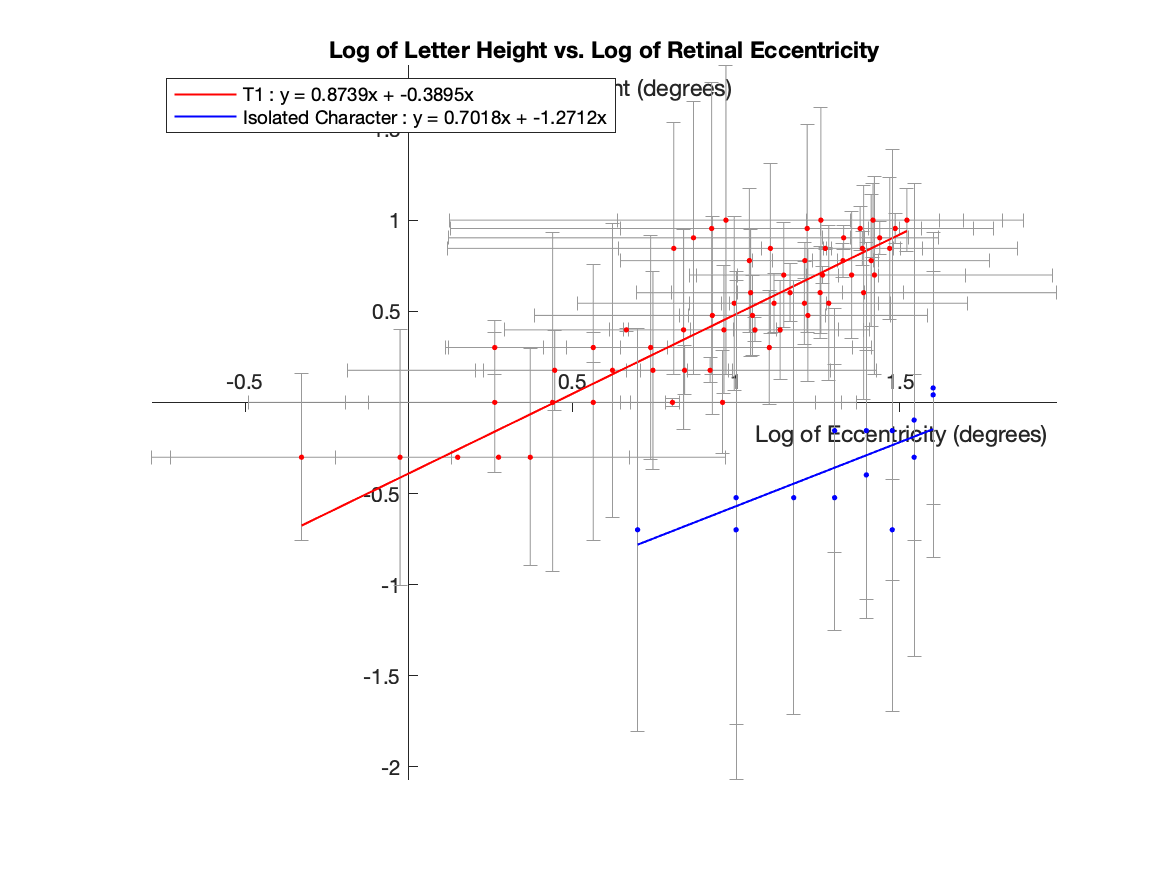 Log of Letter Height vs. Log of Retinal Eccentricity
(degrees)
T1 : y = 0.8739x + -0.3895x
Isolated Character : y = 0.7018x + -1.2712x
1
0.5
-0.5 0.5 1 1.5
Log of Eccentricity (degrees)
-0.5
-1
-1.5
-2